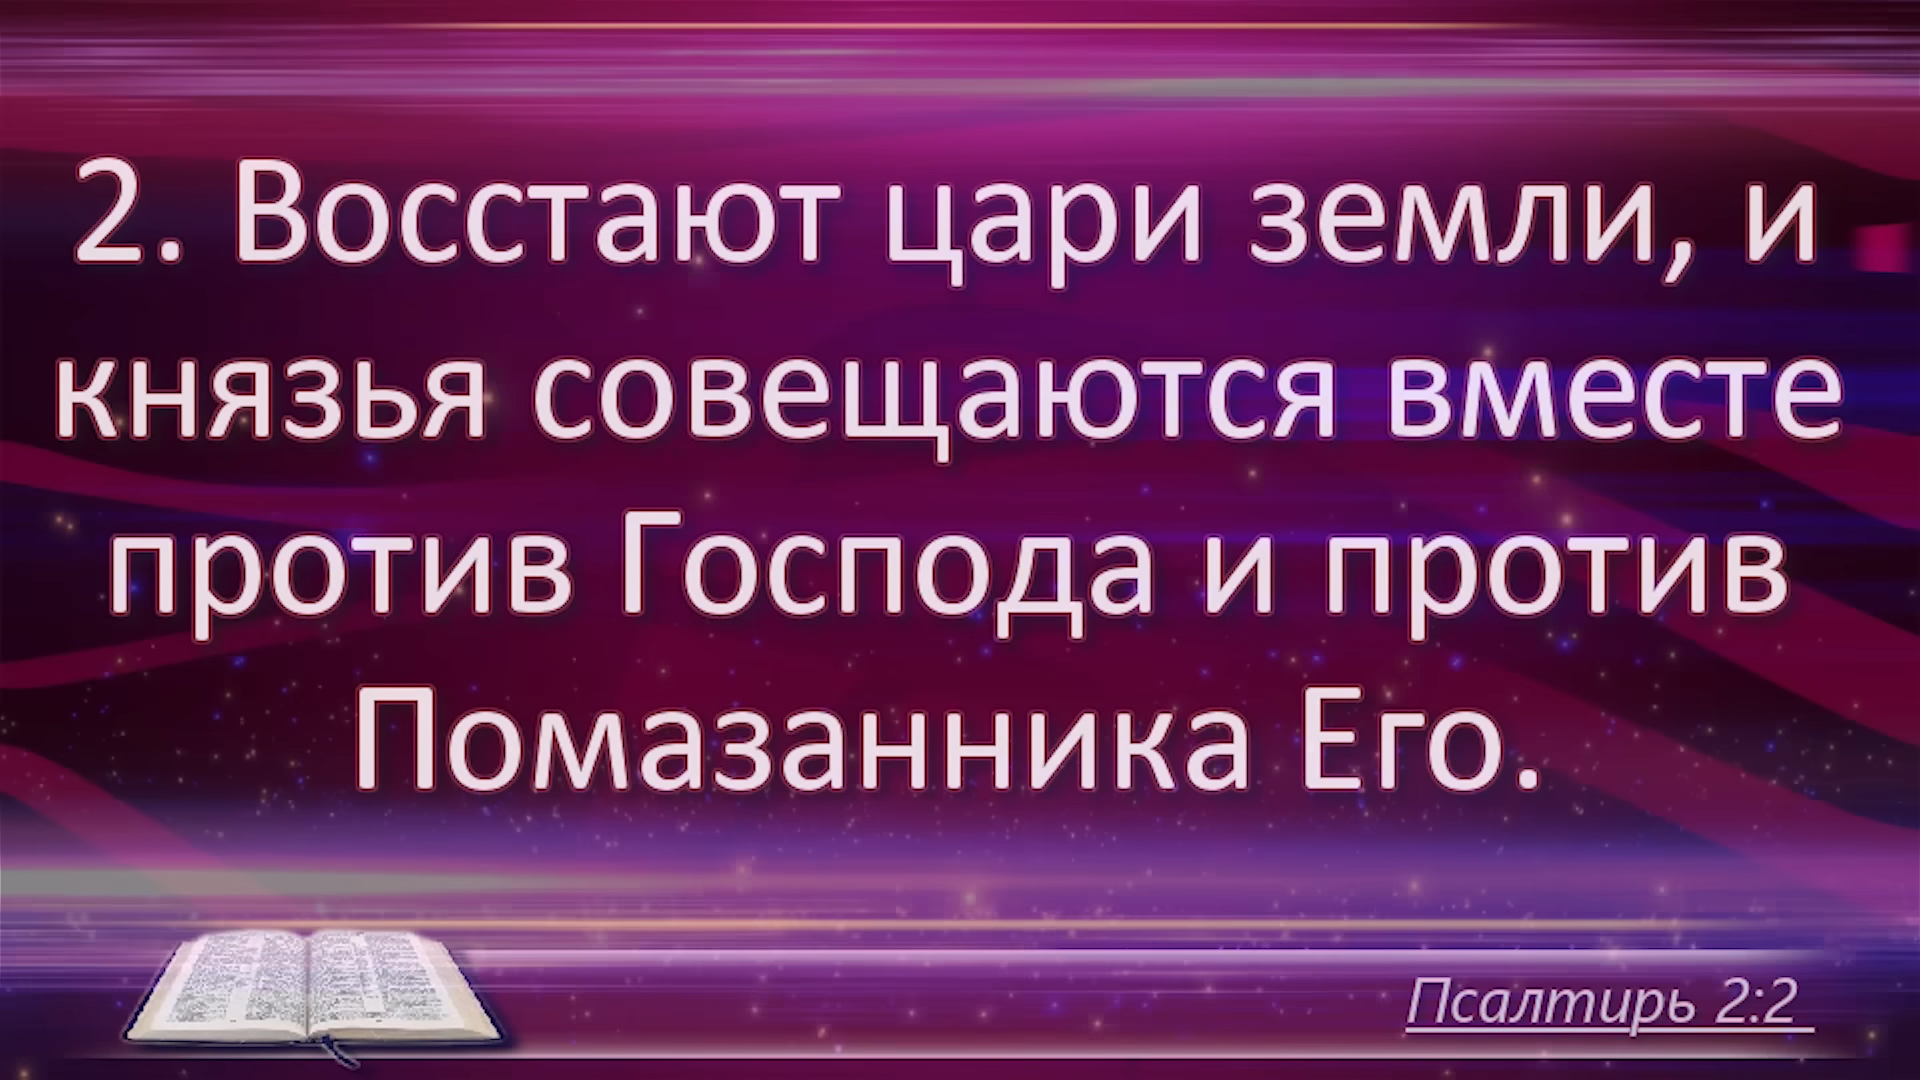 2. Восстают цари земли, и
князья совещаются вместе
против Господа и против
Помазанника Его.
Псалтирь 2:2